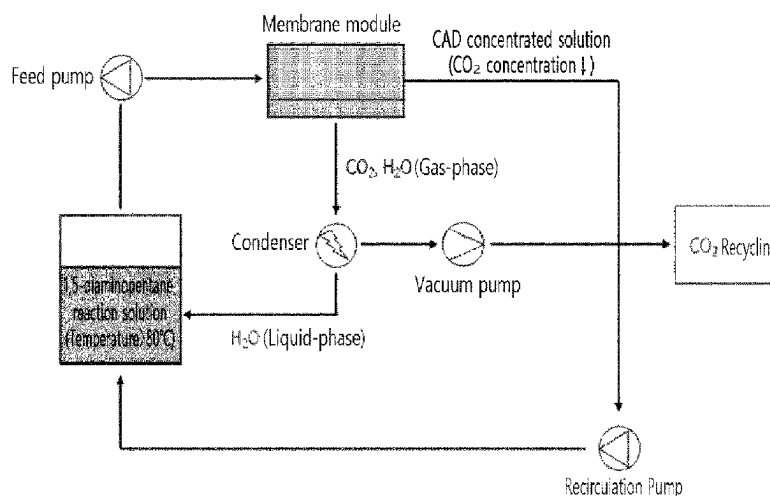 Membrane module
CAD concentrated solution
(CO₂ concentration↓)
Feed pump
CO₂, H₂O (Gas-phase)
Condenser
Vacuum pump
CO₂ Recyclin
1,5-diaminopentane
reaction solution
(Temperature: 80°C)
H₂O (Liquid-phase)
Recirculation Pump